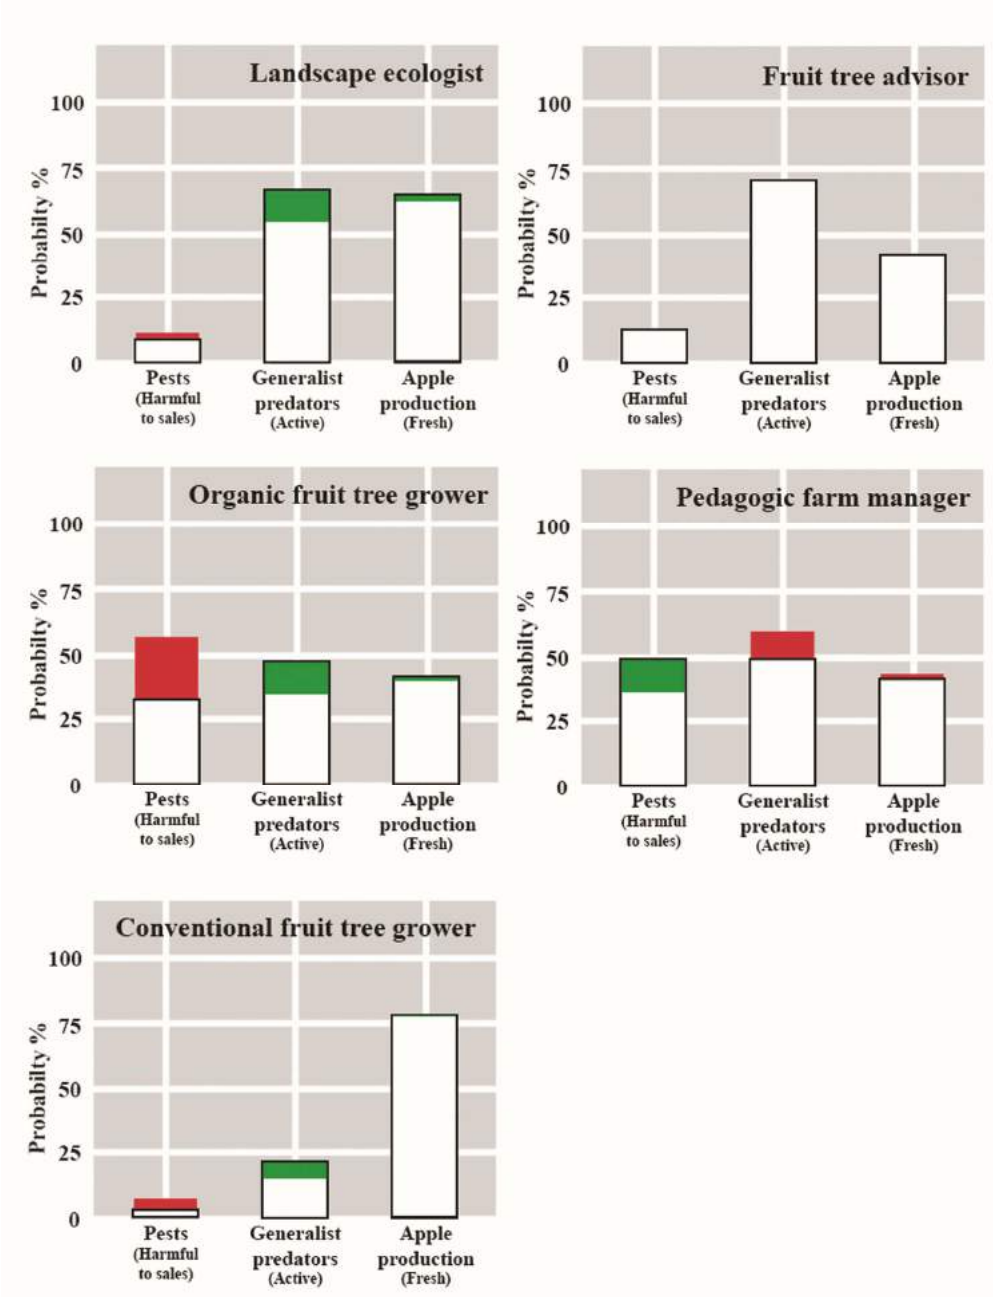 Landscape ecologist
Probabilty %
100
75
50
25
0
Pests
(Harmful
to sales)
Generalist
predators
(Active)
Apple
production
(Fresh)
Fruit tree advisor
Probabilty %
100
75
50
25
0
Pests
(Harmful
to sales)
Generalist
predators
(Active)
Apple
production
(Fresh)
Organic fruit tree grower
Probabilty %
100
75
50
25
0
Pests
(Harmful
to sales)
Generalist
predators
(Active)
Apple
production
(Fresh)
Pedagogic farm manager
Probabilty %
100
75
50
25
0
Pests
(Harmful
to sales)
Generalist
predators
(Active)
Apple
production
(Fresh)
Conventional fruit tree grower
Probabilty %
100
75
50
25
0
Pests
(Harmful
to sales)
Generalist
predators
(Active)
Apple
production
(Fresh)